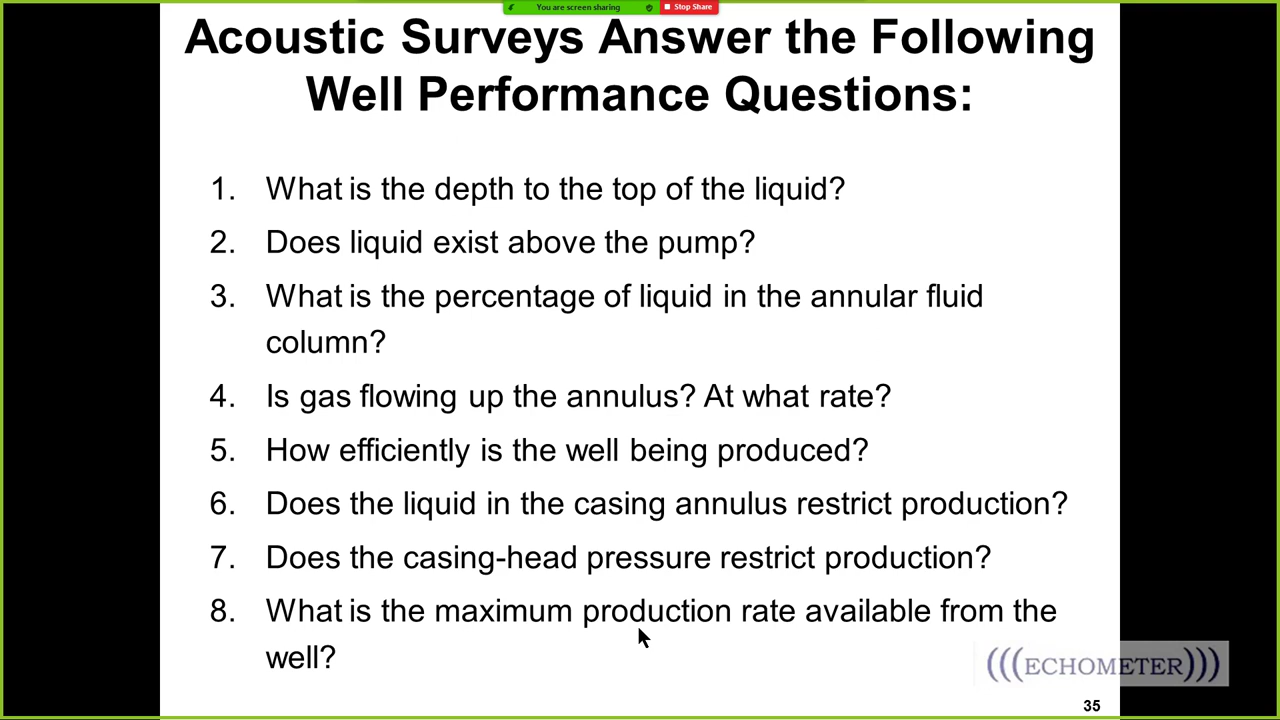 You are screen sharing
Stop Share
Acoustic Surveys Answer the Following
Well Performance Questions:
1. What is the depth to the top of the liquid?
2. Does liquid exist above the pump?
3. What is the percentage of liquid in the annular fluid
column?
4. Is gas flowing up the annulus? At what rate?
5. How efficiently is the well being produced?
6. Does the liquid in the casing annulus restrict production?
7. Does the casing-head pressure restrict production?
8. What is the maximum production rate available from the
well?
(((ECHOMETER)))
35